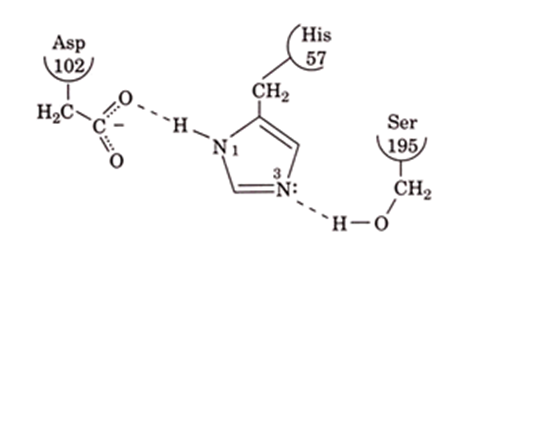 His
57
Asp
102
CH₂
H₂C
O
C
−
H
O
N
1
3
N:
Ser
195
CH₂
H—O